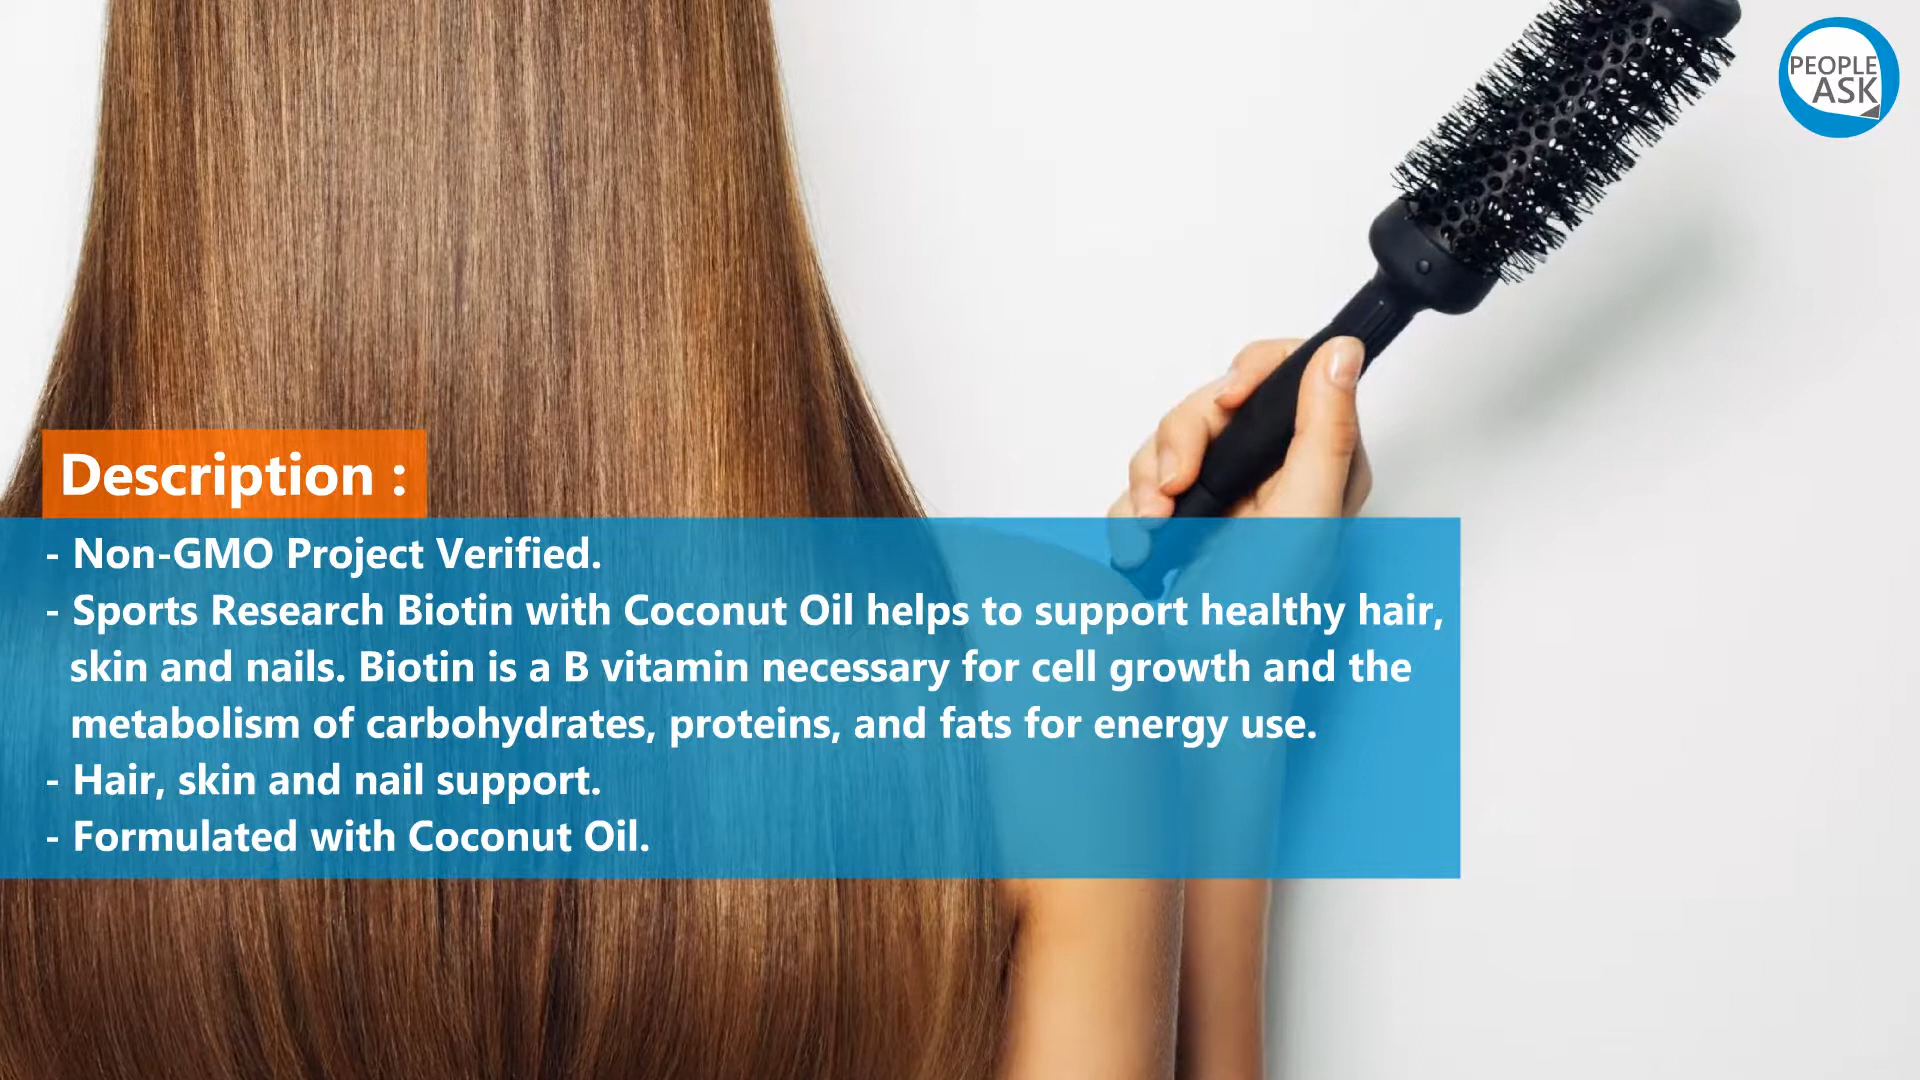 PEOPLE
ASK
Description :
- Non-GMO Project Verified.
- Sports Research Biotin with Coconut Oil helps to support healthy hair,
skin and nails. Biotin is a B vitamin necessary for cell growth and the
metabolism of carbohydrates, proteins, and fats for energy use.
- Hair, skin and nail support.
- Formulated with Coconut Oil.